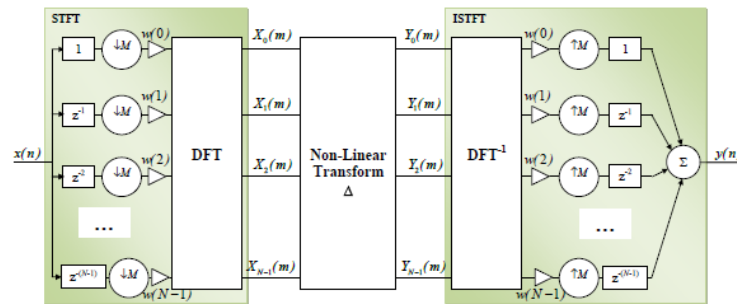 STFT
ISTFT
1
↓M
w(0)
X₀(m)
Y₀(m)
w(0)
↑M
1
z⁻¹
↓M
w(1)
X₁(m)
Y₁(m)
w(1)
↑M
z⁻¹
x(n)
z⁻²
↓M
w(2)
DFT
X₂(m)
Non-Linear
Transform
Δ
Y₂(m)
DFT⁻¹
w(2)
↑M
z⁻²
Σ
y(n
...
...
z⁻⁽ᴺ⁻¹⁾
↓M
w(N−1)
X_{N−1}(m)
Y_{N−1}(m)
w(N−1)
↑M
z⁻⁽ᴺ⁻¹⁾